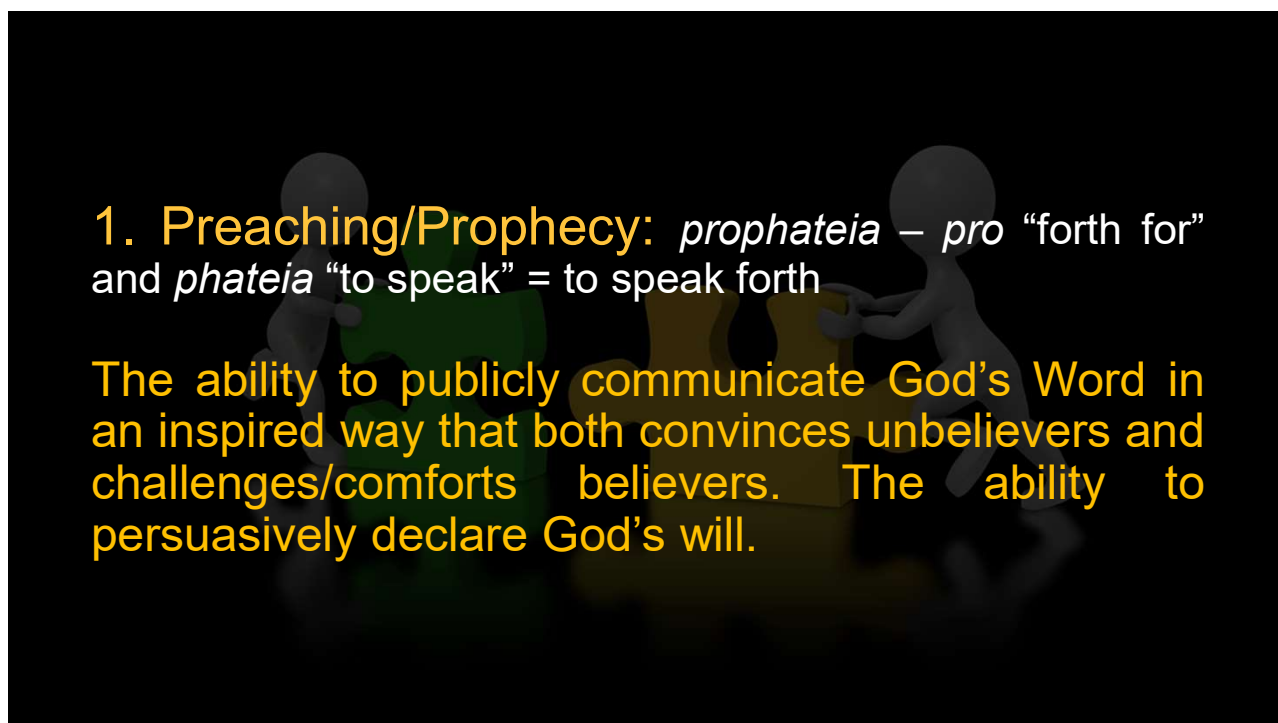 1. Preaching/Prophecy: prophateia – pro “forth for”
and phateia “to speak” = to speak forth
The ability to publicly communicate God’s Word in
an inspired way that both convinces unbelievers and
challenges/comforts believers. The ability to
persuasively declare God’s will.